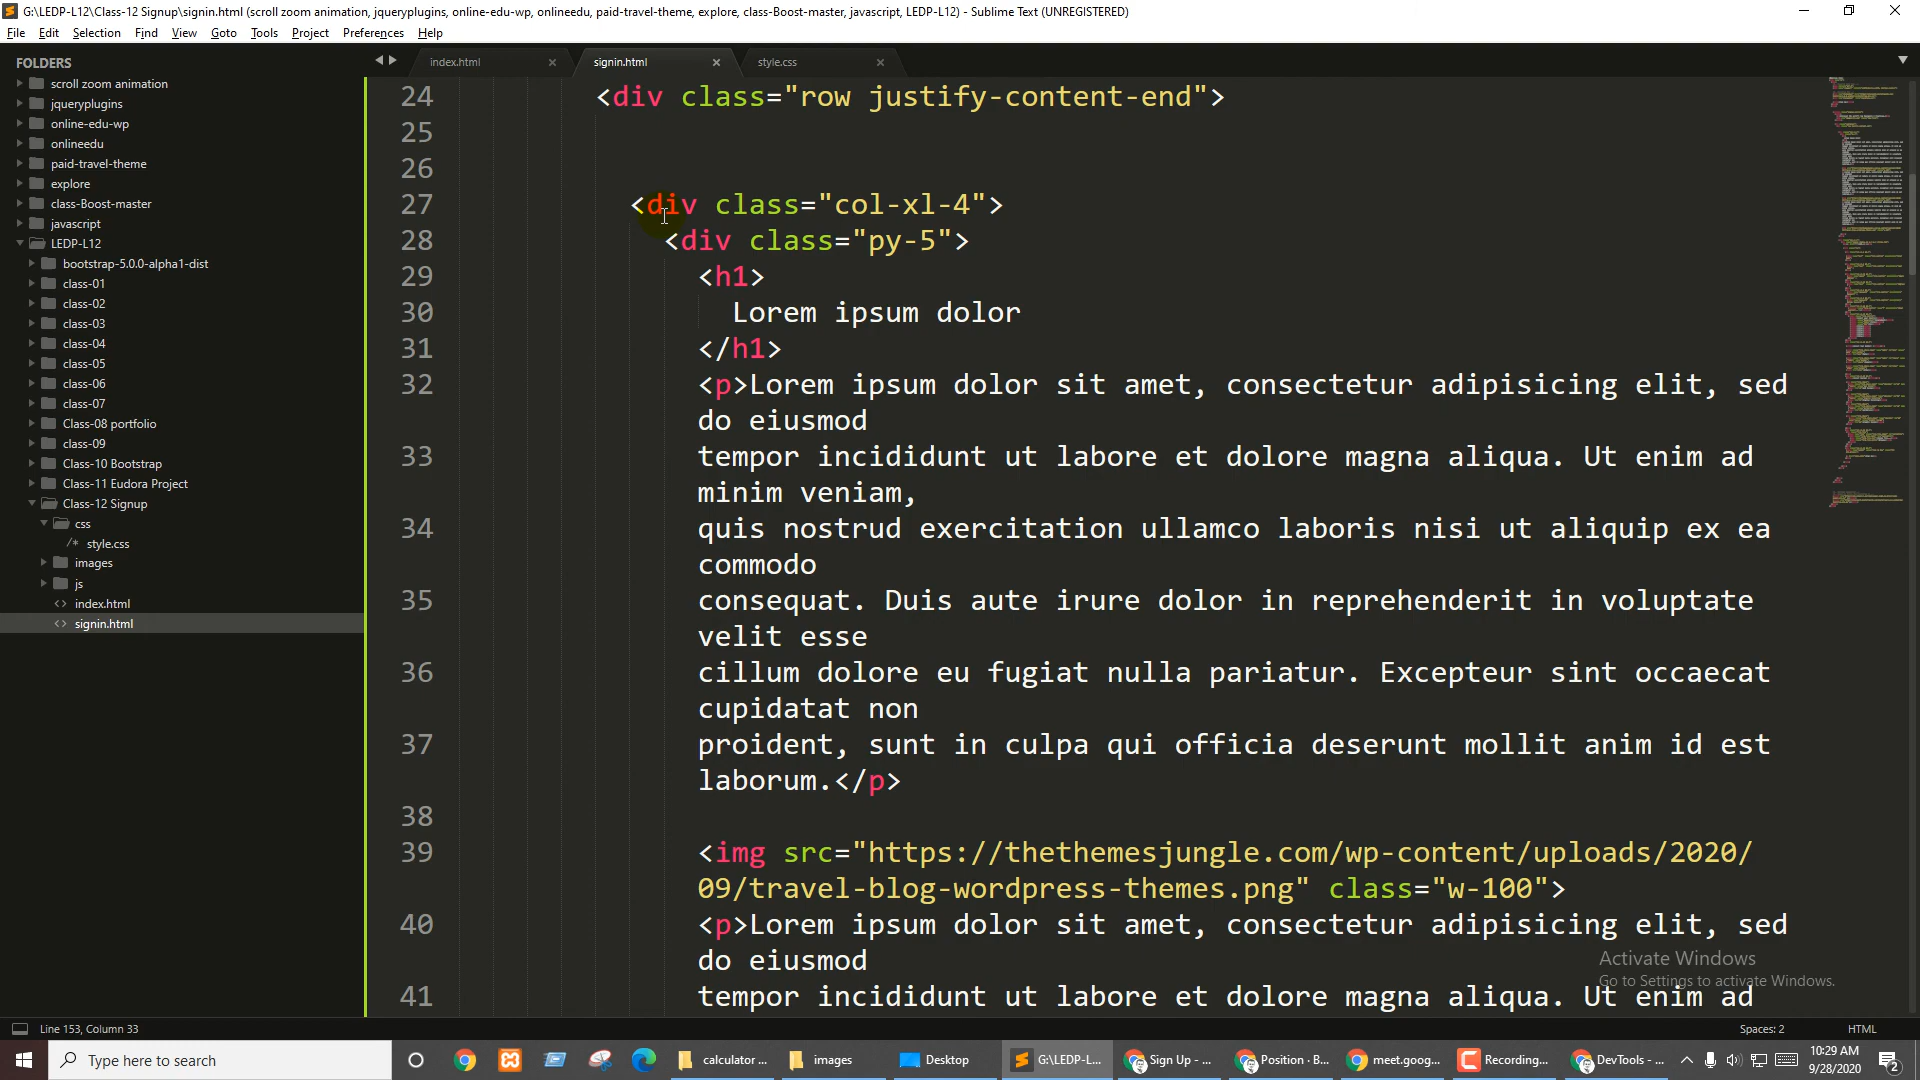 G:\LEDP-L12\Class-12 Signup\signin.html (scroll zoom animation, jqueryplugins, online-edu-wp, onlineedu, paid-travel-theme, explore, class-Boost-master, javascript, LEDP-L12) - Sublime Text (UNREGISTERED)
File Edit Selection Find View Goto Tools Project Preferences Help
FOLDERS
scroll zoom animation
jqueryplugins
online-edu-wp
onlineedu
paid-travel-theme
explore
class-Boost-master
javascript
LEDP-L12
bootstrap-5.0.0-alpha1-dist
class-01
class-02
class-03
class-04
class-05
class-06
class-07
Class-08 portfolio
class-09
Class-10 Bootstrap
Class-11 Eudora Project
Class-12 Signup
css
/* style.css
images
js
<> index.html
<> signin.html
index.html × signin.html × style.css ×
24 <div class="row justify-content-end">
25
26
27 <div class="col-xl-4">
28 <div class="py-5">
29 <h1>
30 Lorem ipsum dolor
31 </h1>
32 <p>Lorem ipsum dolor sit amet, consectetur adipisicing elit, sed
do eiusmod
33 tempor incididunt ut labore et dolore magna aliqua. Ut enim ad
minim veniam,
34 quis nostrud exercitation ullamco laboris nisi ut aliquip ex ea
commodo
35 consequat. Duis aute irure dolor in reprehenderit in voluptate
velit esse
36 cillum dolore eu fugiat nulla pariatur. Excepteur sint occaecat
cupidatat non
37 proident, sunt in culpa qui officia deserunt mollit anim id est
laborum.</p>
38
39 <img src="https://thethemesjungle.com/wp-content/uploads/2020/
09/travel-blog-wordpress-themes.png" class="w-100">
40 <p>Lorem ipsum dolor sit amet, consectetur adipisicing elit, sed
do eiusmod
41 tempor incididunt ut labore et dolore magna aliqua. Ut enim ad
Activate Windows
Go to Settings to activate Windows.
Line 153, Column 33 Spaces: 2 HTML
Type here to search
calculator ... images Desktop G:\LEDP-L... Sign Up - ... Position · B... meet.goog... Recording... DevTools - ...
10:29 AM
9/28/2020
2